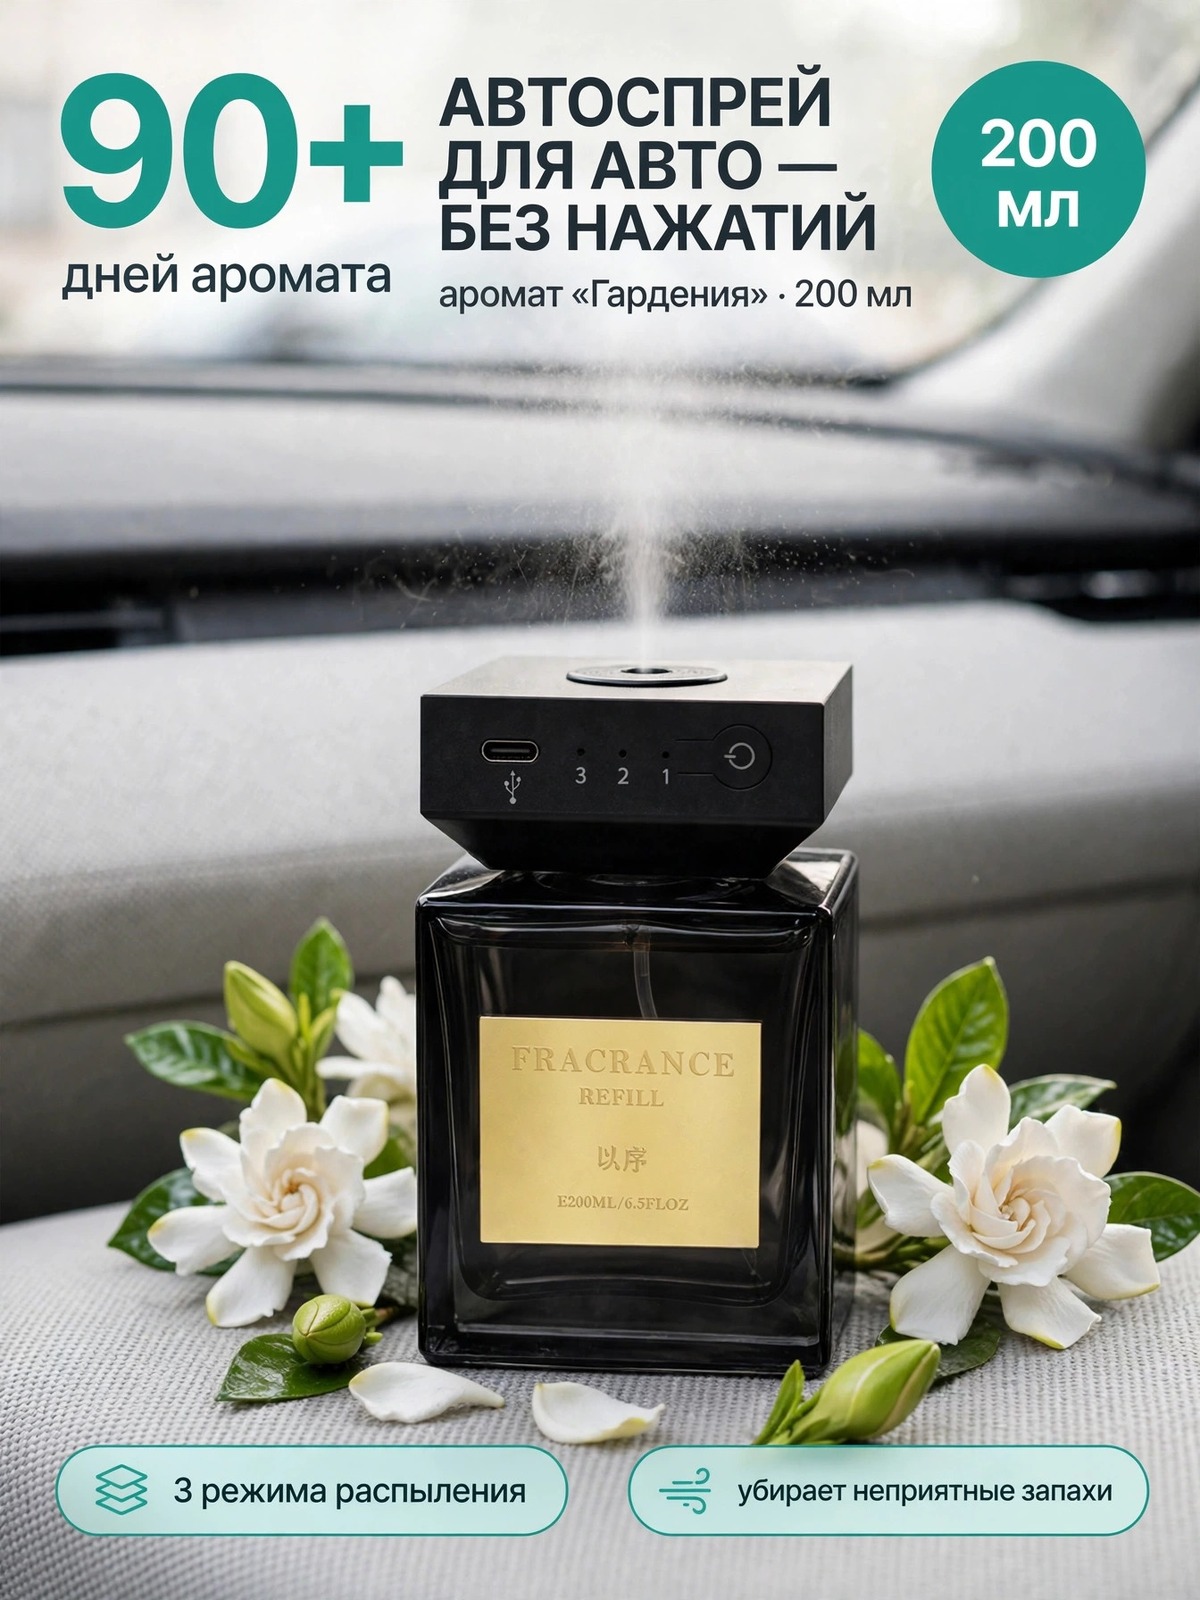 90+
дней аромата
АВТОСПРЕЙ
ДЛЯ АВТО —
БЕЗ НАЖАТИЙ
аромат «Гардения» · 200 мл
200
мл
3 2 1
FRACRANCE
REFILL
以序
E200ML/6.5FLOZ
3 режима распыления
убирает неприятные запахи